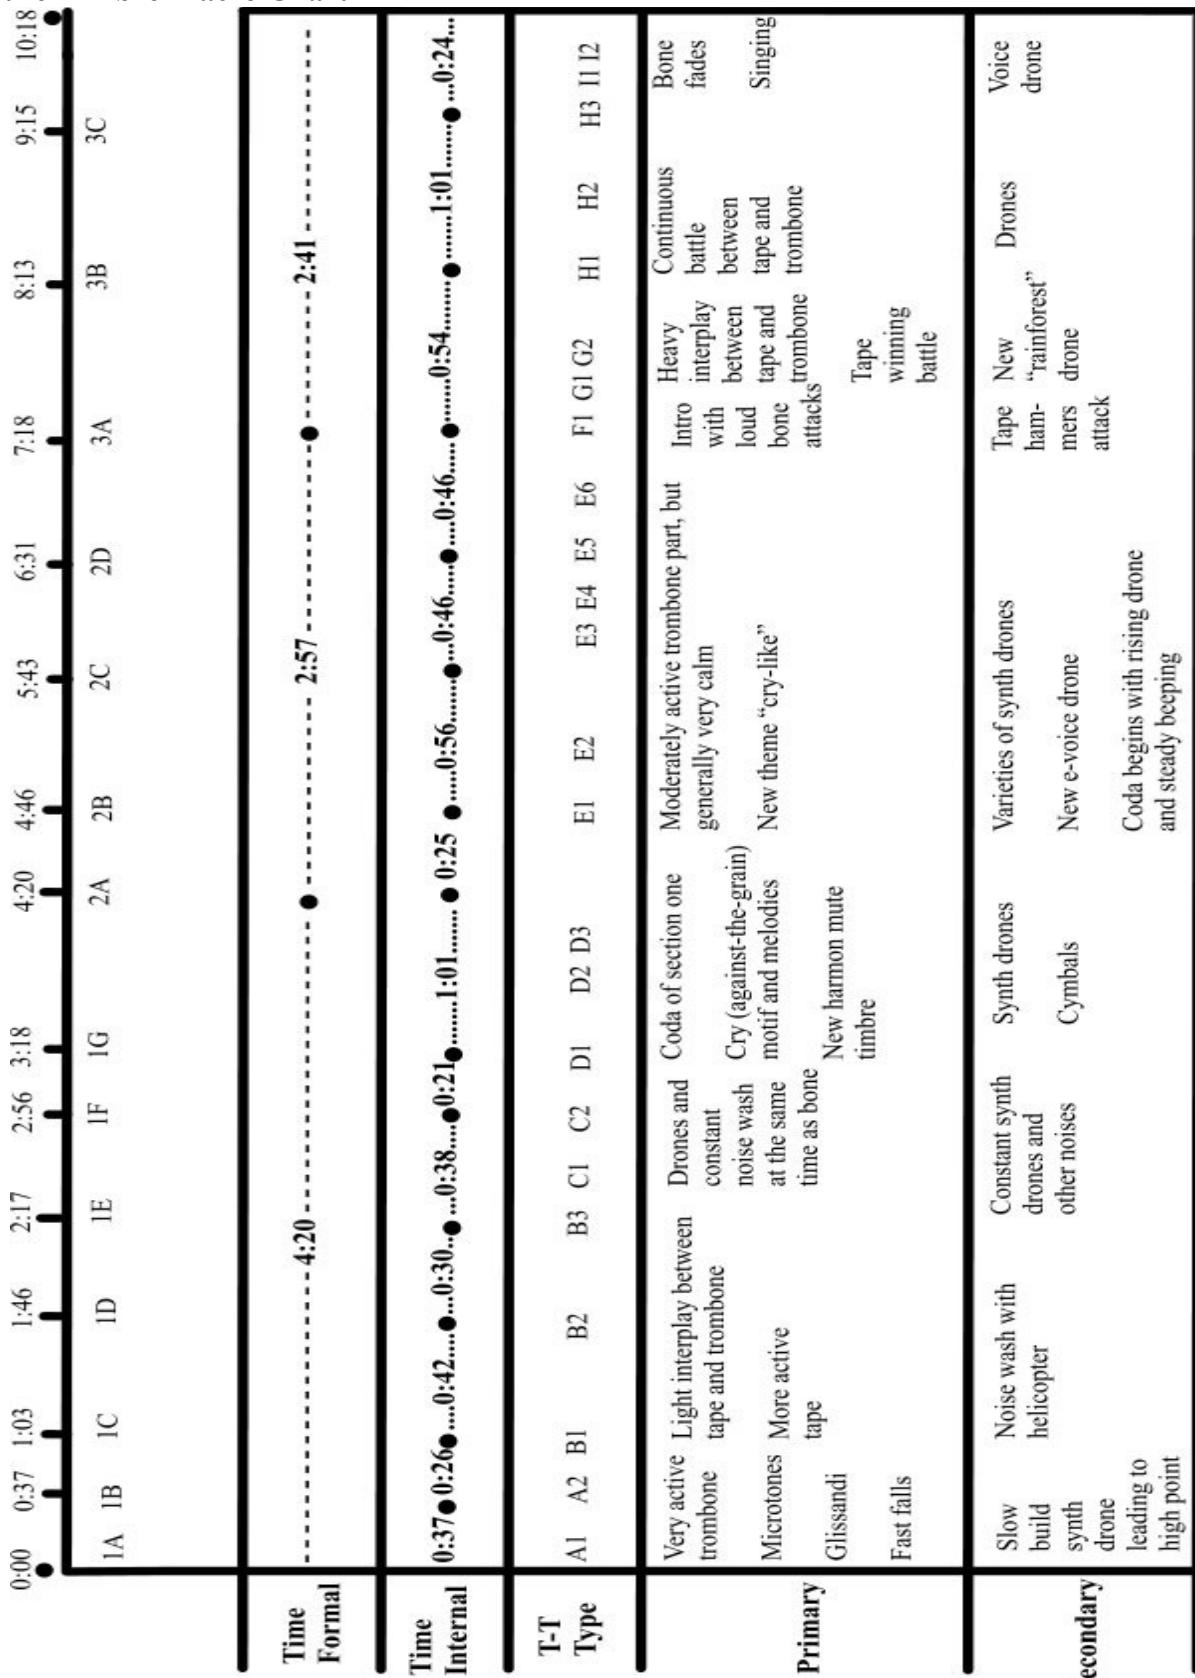 0:00 0:37 1:03 1:46 2:17 2:56 3:18 4:20 4:46 5:43 6:31 7:18 8:13 9:15 10:18
1A 1B 1C 1D 1E 1F 1G 2A 2B 2C 2D 3A 3B 3C
Time
Formal
4:20 2:57 2:41
Time
Internal
0:37 0:26 0:42 0:30 0:38 0:21 1:01 0:25 0:56 0:46 0:46 0:54 1:01 0:24
T-T
Type
A1 A2 B1 B2 B3 C1 C2 D1 D2 D3 E1 E2 E3 E4 E5 E6 F1 G1 G2 H1 H2 H3 I1 I2
Primary
Very active
trombone
Microtones
Glissandi
Fast falls
Light interplay between
tape and trombone
More active
tape
Drones and
constant
noise wash
at the same
time as bone
Coda of section one
Cry (against-the-grain)
motif and melodies
New harmon mute
timbre
Moderately active trombone part, but
generally very calm
New theme “cry-like”
Intro
with
loud
bone
attacks
Heavy
interplay
between
tape and
trombone
Tape
winning
battle
Continuous
battle
between
tape and
trombone
Bone
fades
Singing
econdary
Slow
build
synth
drone
leading to
high point
Noise wash with
helicopter
Constant synth
drones and
other noises
Synth drones
Cymbals
Varieties of synth drones
New e-voice drone
Coda begins with rising drone
and steady beeping
Tape
ham-
mers
attack
New
“rainforest”
drone
Drones
Voice
drone